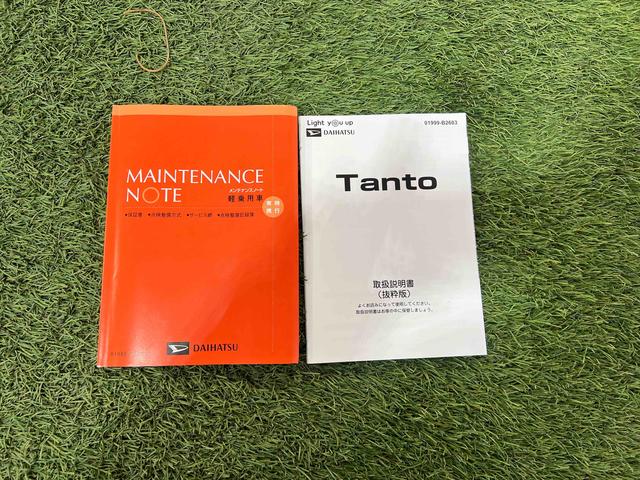 MAINTENANCE
NOTE
メンテナンスノート
軽乗用車
車検
携行
●保証書 ●点検整備方式 ●サービス網 ●点検整備記録簿
DAIHATSU
Light you up
DAIHATSU
01999-B2603
Tanto
取扱説明書
(抜粋版)
よくお読みになって使用してください。
取扱説明書はお車の中に保管しましょう。